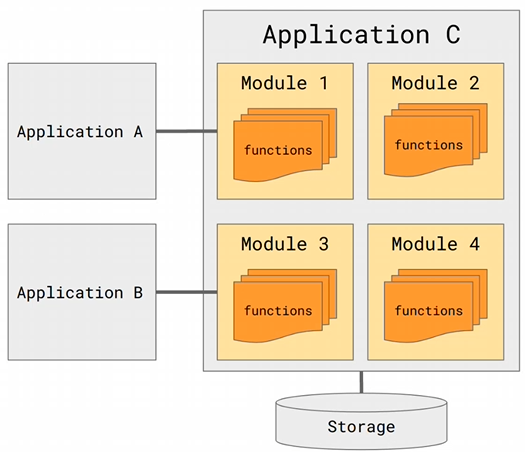 Application C
Application A
Module 1
functions
Module 2
functions
Application B
Module 3
functions
Module 4
functions
Storage